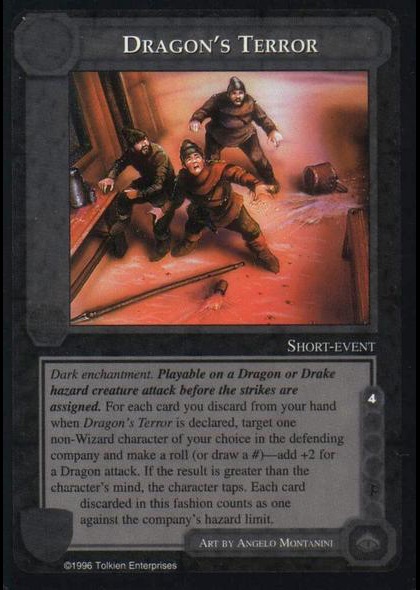 DRAGON'S TERROR
SHORT-EVENT
Dark enchantment. Playable on a Dragon or Drake
hazard creature attack before the strikes are
assigned. For each card you discard from your hand
when Dragon's Terror is declared, target one
non-Wizard character of your choice in the defending
company and make a roll (or draw a #)—add +2 for
a Dragon attack. If the result is greater than the
character's mind, the character taps. Each card
discarded in this fashion counts as one
against the company's hazard limit.
4
ART BY ANGELO MONTANINI
©1996 Tolkien Enterprises